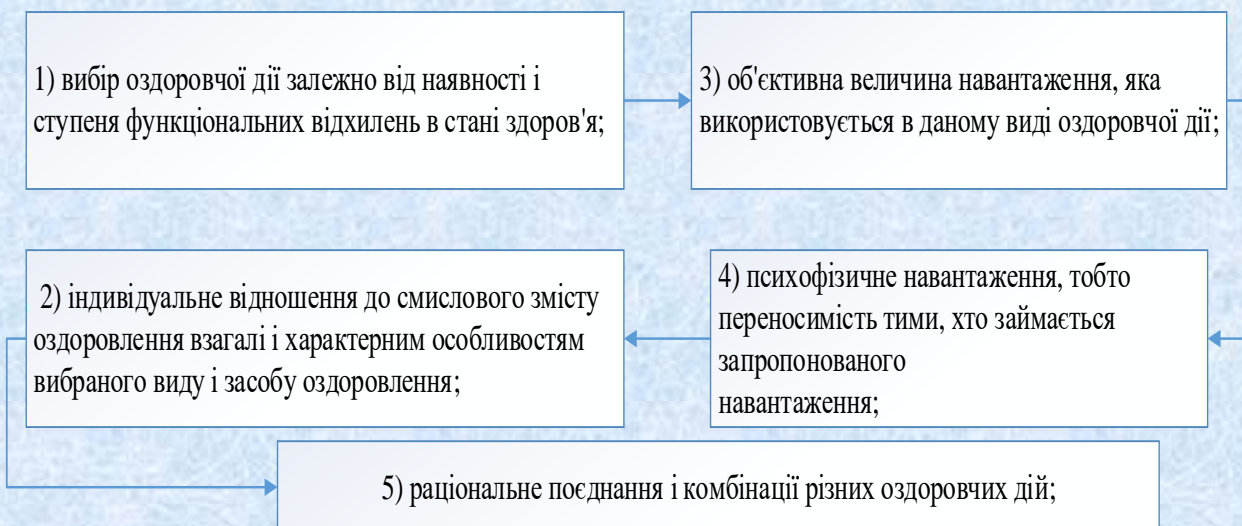 1) вибір оздоровчої дії залежно від наявності і
ступеня функціональних відхилень в стані здоров'я;
3) об'єктивна величина навантаження, яка
використовується в даному виді оздоровчої дії;
2) індивідуальне відношення до смислового змісту
оздоровлення взагалі і характерним особливостям
вибраного виду і засобу оздоровлення;
4) психофізичне навантаження, тобто
переносимість тими, хто займається
запропонованого
навантаження;
5) раціональне поєднання і комбінації різних оздоровчих дій;